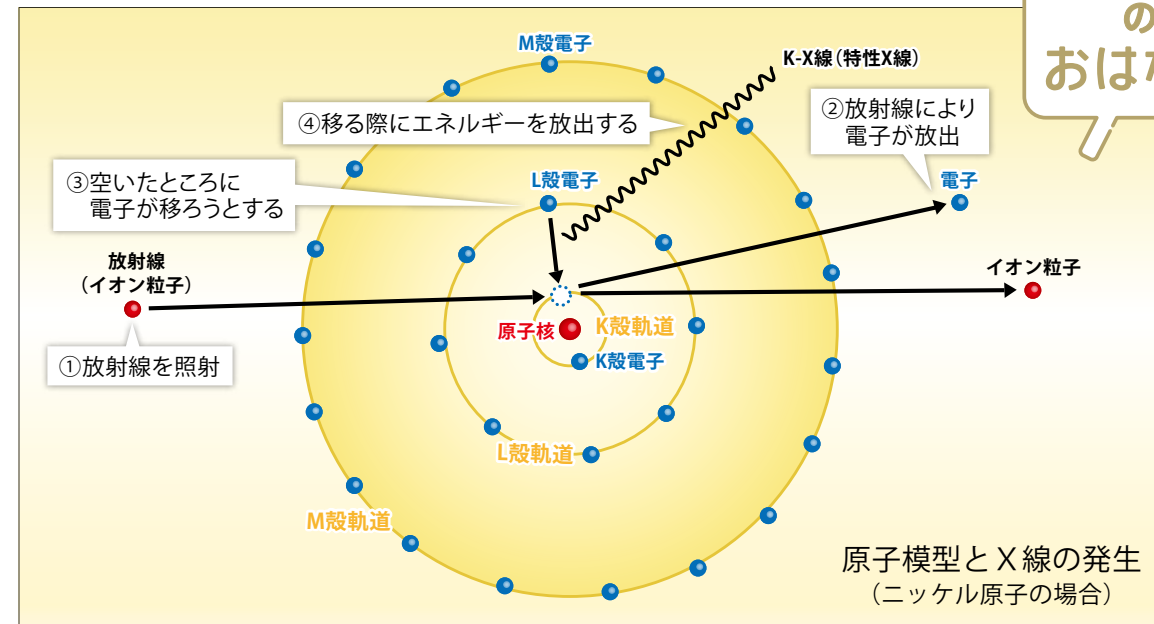 の
おはな
M殻電子
K-X線（特性X線）
④移る際にエネルギーを放出する
②放射線により
電子が放出
③空いたところに
電子が移ろうとする
L殻電子
電子
放射線
（イオン粒子）
イオン粒子
原子核
K殻軌道
①放射線を照射
K殻電子
L殻軌道
M殻軌道
原子模型とX線の発生
（ニッケル原子の場合）